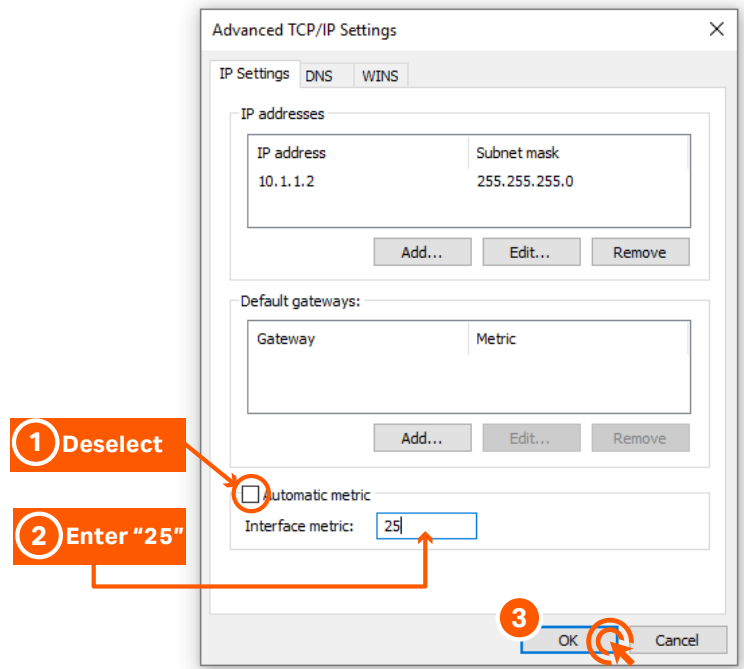 Advanced TCP/IP Settings
IP Settings DNS WINS
IP addresses
IP address Subnet mask
10.1.1.2 255.255.255.0
Add... Edit... Remove
Default gateways:
Gateway Metric
Add... Edit... Remove
1 Deselect
Automatic metric
2 Enter “25”
Interface metric: 25
3
OK Cancel